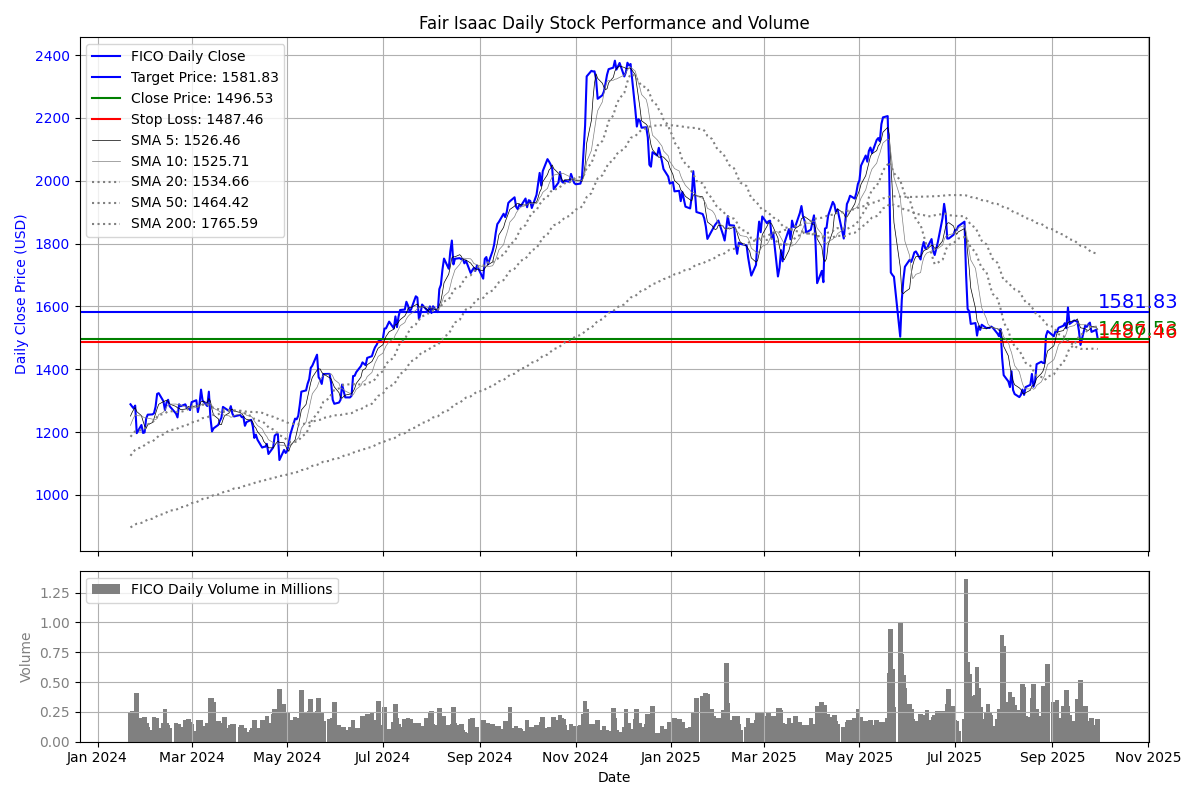 Fair Isaac Daily Stock Performance and Volume
FICO Daily Close
Target Price: 1581.83
Close Price: 1496.53
Stop Loss: 1487.46
SMA 5: 1526.46
SMA 10: 1525.71
SMA 20: 1534.66
SMA 50: 1464.42
SMA 200: 1765.59
2400
2200
2000
1800
1600
1400
1200
1000
Daily Close Price (USD)
1581.83
1496.53
1487.46
FICO Daily Volume in Millions
1.25
1.00
0.75
0.50
0.25
0.00
Volume
Jan 2024 Mar 2024 May 2024 Jul 2024 Sep 2024 Nov 2024 Jan 2025 Mar 2025 May 2025 Jul 2025 Sep 2025 Nov 2025
Date